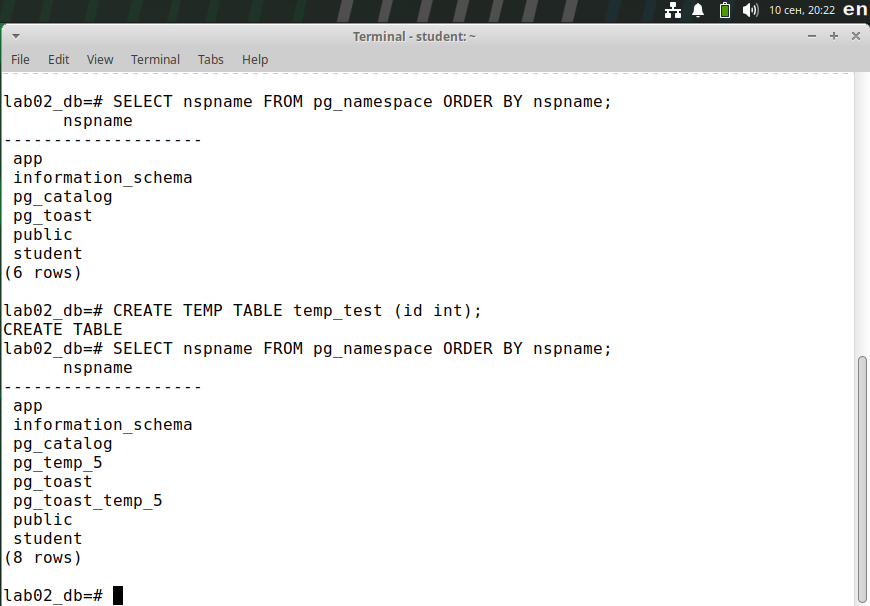 10 сен, 20:22 en
Terminal - student: ~
File Edit View Terminal Tabs Help
lab02_db=# SELECT nspname FROM pg_namespace ORDER BY nspname;
      nspname
--------------------
 app
 information_schema
 pg_catalog
 pg_toast
 public
 student
(6 rows)

lab02_db=# CREATE TEMP TABLE temp_test (id int);
CREATE TABLE
lab02_db=# SELECT nspname FROM pg_namespace ORDER BY nspname;
      nspname
--------------------
 app
 information_schema
 pg_catalog
 pg_temp_5
 pg_toast
 pg_toast_temp_5
 public
 student
(8 rows)

lab02_db=#